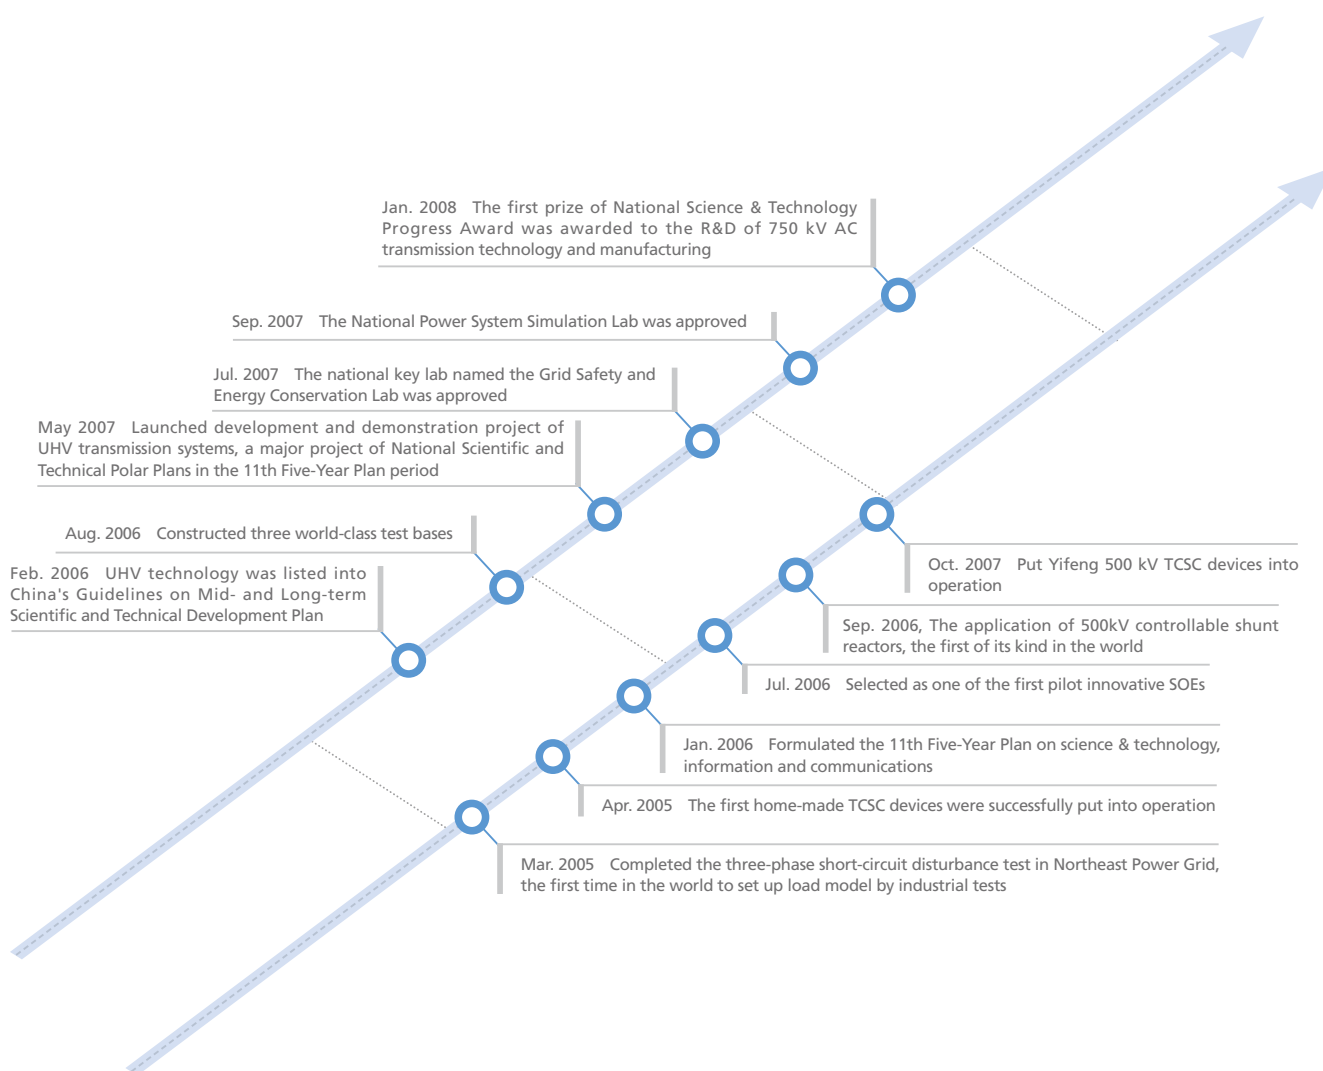 Jan. 2008 The first prize of National Science & Technology
Progress Award was awarded to the R&D of 750 kV AC
transmission technology and manufacturing
Sep. 2007 The National Power System Simulation Lab was approved
Jul. 2007 The national key lab named the Grid Safety and
Energy Conservation Lab was approved
May 2007 Launched development and demonstration project of
UHV transmission systems, a major project of National Scientific and
Technical Polar Plans in the 11th Five-Year Plan period
Aug. 2006 Constructed three world-class test bases
Feb. 2006 UHV technology was listed into
China's Guidelines on Mid- and Long-term
Scientific and Technical Development Plan
Oct. 2007 Put Yifeng 500 kV TCSC devices into
operation
Sep. 2006, The application of 500kV controllable shunt
reactors, the first of its kind in the world
Jul. 2006 Selected as one of the first pilot innovative SOEs
Jan. 2006 Formulated the 11th Five-Year Plan on science & technology,
information and communications
Apr. 2005 The first home-made TCSC devices were successfully put into operation
Mar. 2005 Completed the three-phase short-circuit disturbance test in Northeast Power Grid,
the first time in the world to set up load model by industrial tests